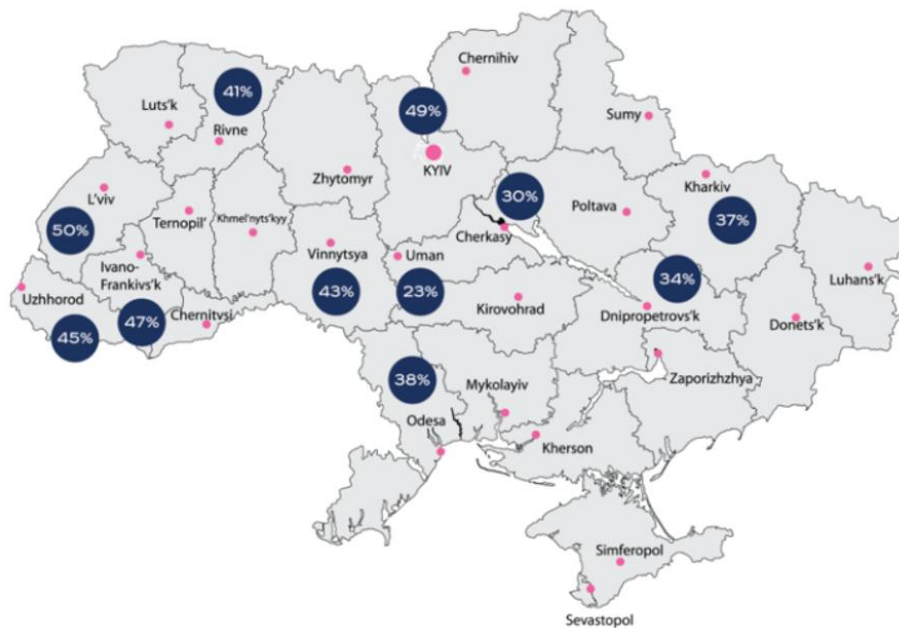 Chernihiv
41%
Luts'k
49%
Rivne
Sumy
KYIV
Zhytomyr
Kharkiv
L'viv
30%
Ternopil'
Khmel'nyts'kyy
Poltava
37%
50%
Cherkasy
Vinnytsya
Uman
Ivano-
Frankivs'k
34%
Luhans'k
43%
23%
Uzhhorod
Kirovohrad
Dnipropetrovs'k
47%
Chernitvsi
Donets'k
45%
38%
Mykolayiv
Zaporizhzhya
Odesa
Kherson
Simferopol
Sevastopol